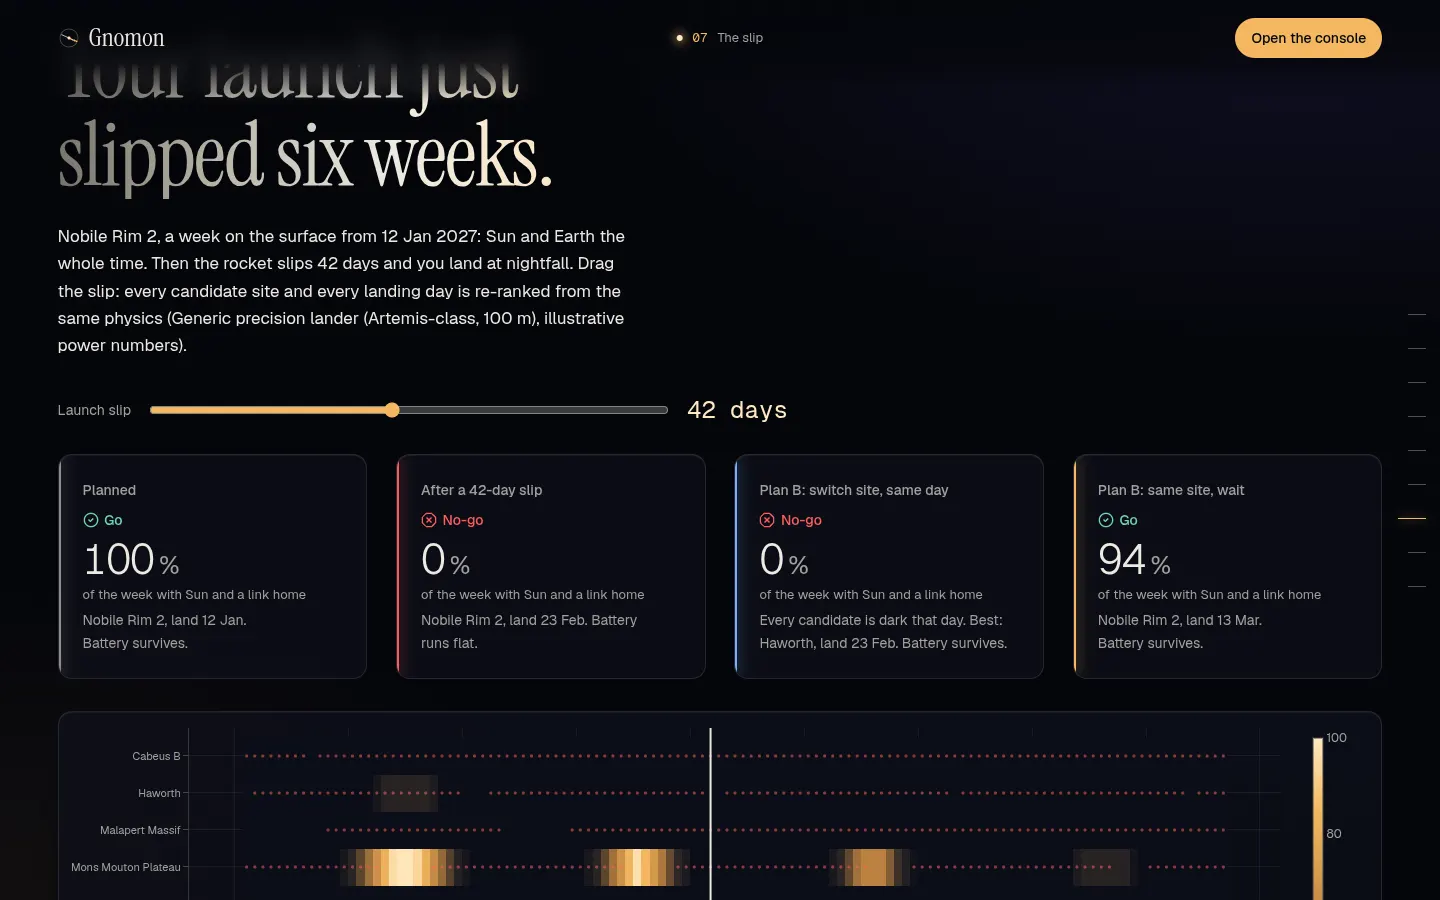 Gnomon
07 The slip
Open the console
Your launch just
slipped six weeks.
Nobile Rim 2, a week on the surface from 12 Jan 2027: Sun and Earth the
whole time. Then the rocket slips 42 days and you land at nightfall. Drag
the slip: every candidate site and every landing day is re-ranked from the
same physics (Generic precision lander (Artemis-class, 100 m), illustrative
power numbers).
Launch slip
42 days
Planned
Go
100 %
of the week with Sun and a link home
Nobile Rim 2, land 12 Jan.
Battery survives.
After a 42-day slip
No-go
0 %
of the week with Sun and a link home
Nobile Rim 2, land 23 Feb. Battery
runs flat.
Plan B: switch site, same day
No-go
0 %
of the week with Sun and a link home
Every candidate is dark that day. Best:
Haworth, land 23 Feb. Battery survives.
Plan B: same site, wait
Go
94 %
of the week with Sun and a link home
Nobile Rim 2, land 13 Mar.
Battery survives.
Cabeus B
Haworth
Malapert Massif
Mons Mouton Plateau
100
80